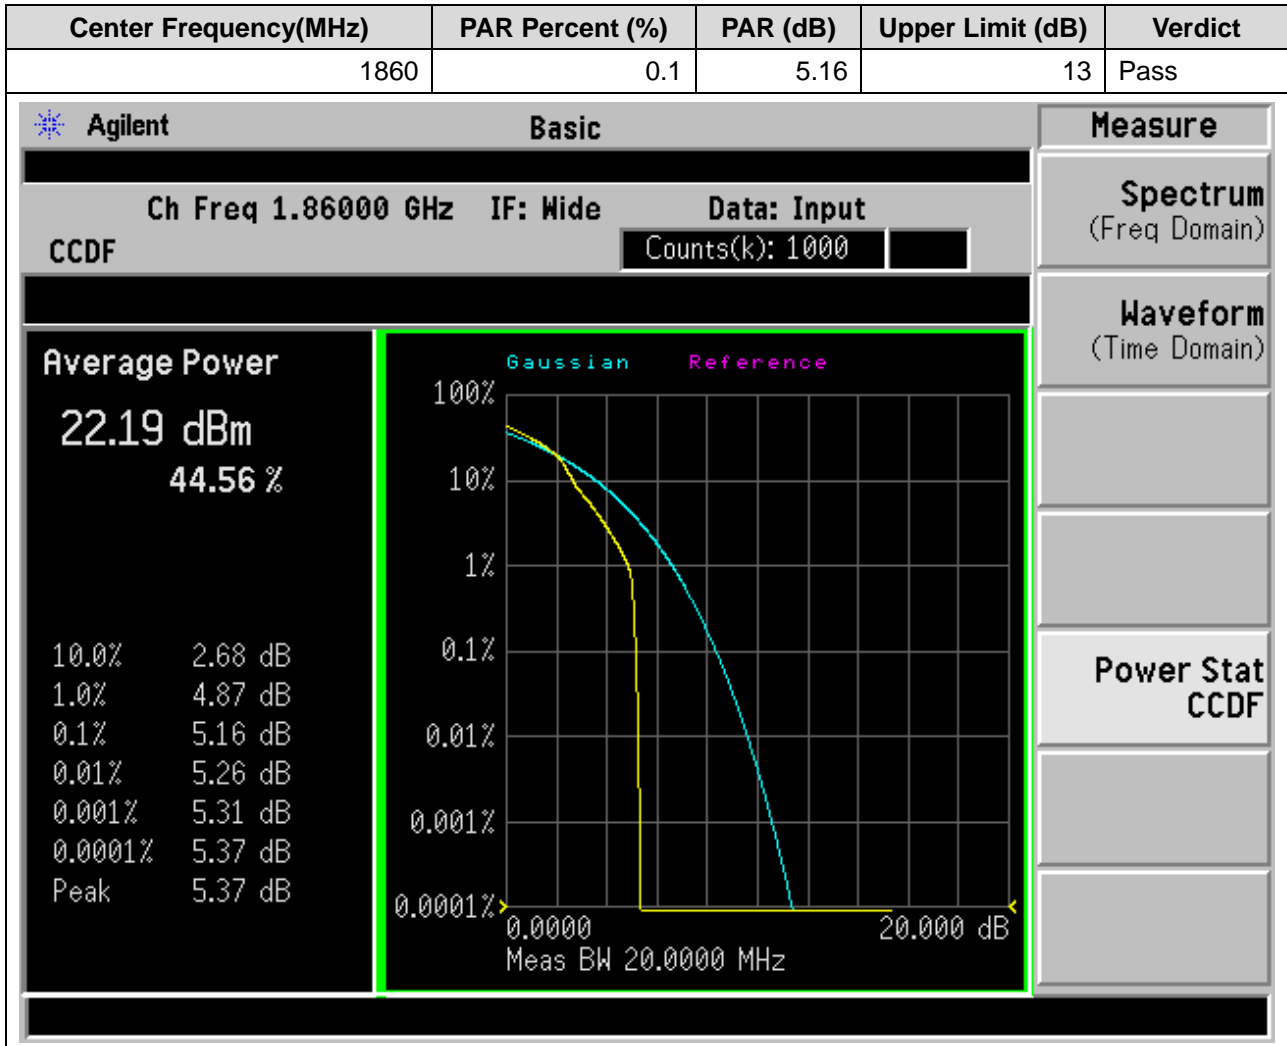 Center Frequency(MHz) PAR Percent (%) PAR (dB) Upper Limit (dB) Verdict
1860 0.1 5.16 13 Pass
Agilent Basic Measure
Ch Freq 1.86000 GHz IF: Wide Data: Input
CCDF Counts(k): 1000
Spectrum
(Freq Domain)
Waveform
(Time Domain)
Power Stat
CCDF
Average Power
22.19 dBm
44.56 %
10.0% 2.68 dB
1.0% 4.87 dB
0.1% 5.16 dB
0.01% 5.26 dB
0.001% 5.31 dB
0.0001% 5.37 dB
Peak 5.37 dB
Gaussian Reference
100%
10%
1%
0.1%
0.01%
0.001%
0.0001%
0.0000 20.000 dB
Meas BW 20.0000 MHz